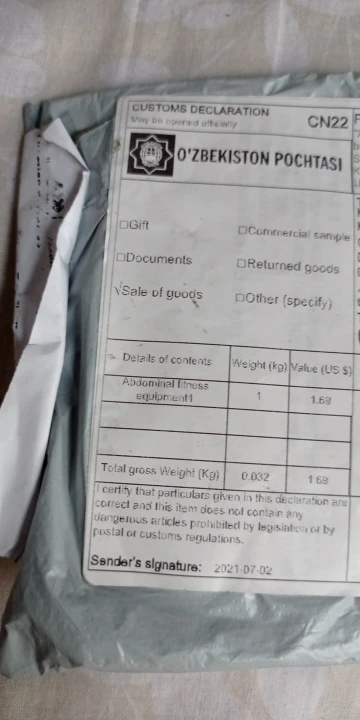 CUSTOMS DECLARATION
May be opened officially
CN22
O'ZBEKISTON POCHTASI
□Gift
□Commercial sample
□Documents
□Returned goods
√Sale of goods
□Other (specify)
Details of contents Weight (kg) Value (US $)
Abdominal fitness
equipment1 1 1.69
Total gross Weight (Kg) 0.032 1.69
I certify that particulars given in this declaration are
correct and this item does not contain any
dangerous articles prohibited by legislation or by
postal or customs regulations.
Sender's signature: 2021-07-02